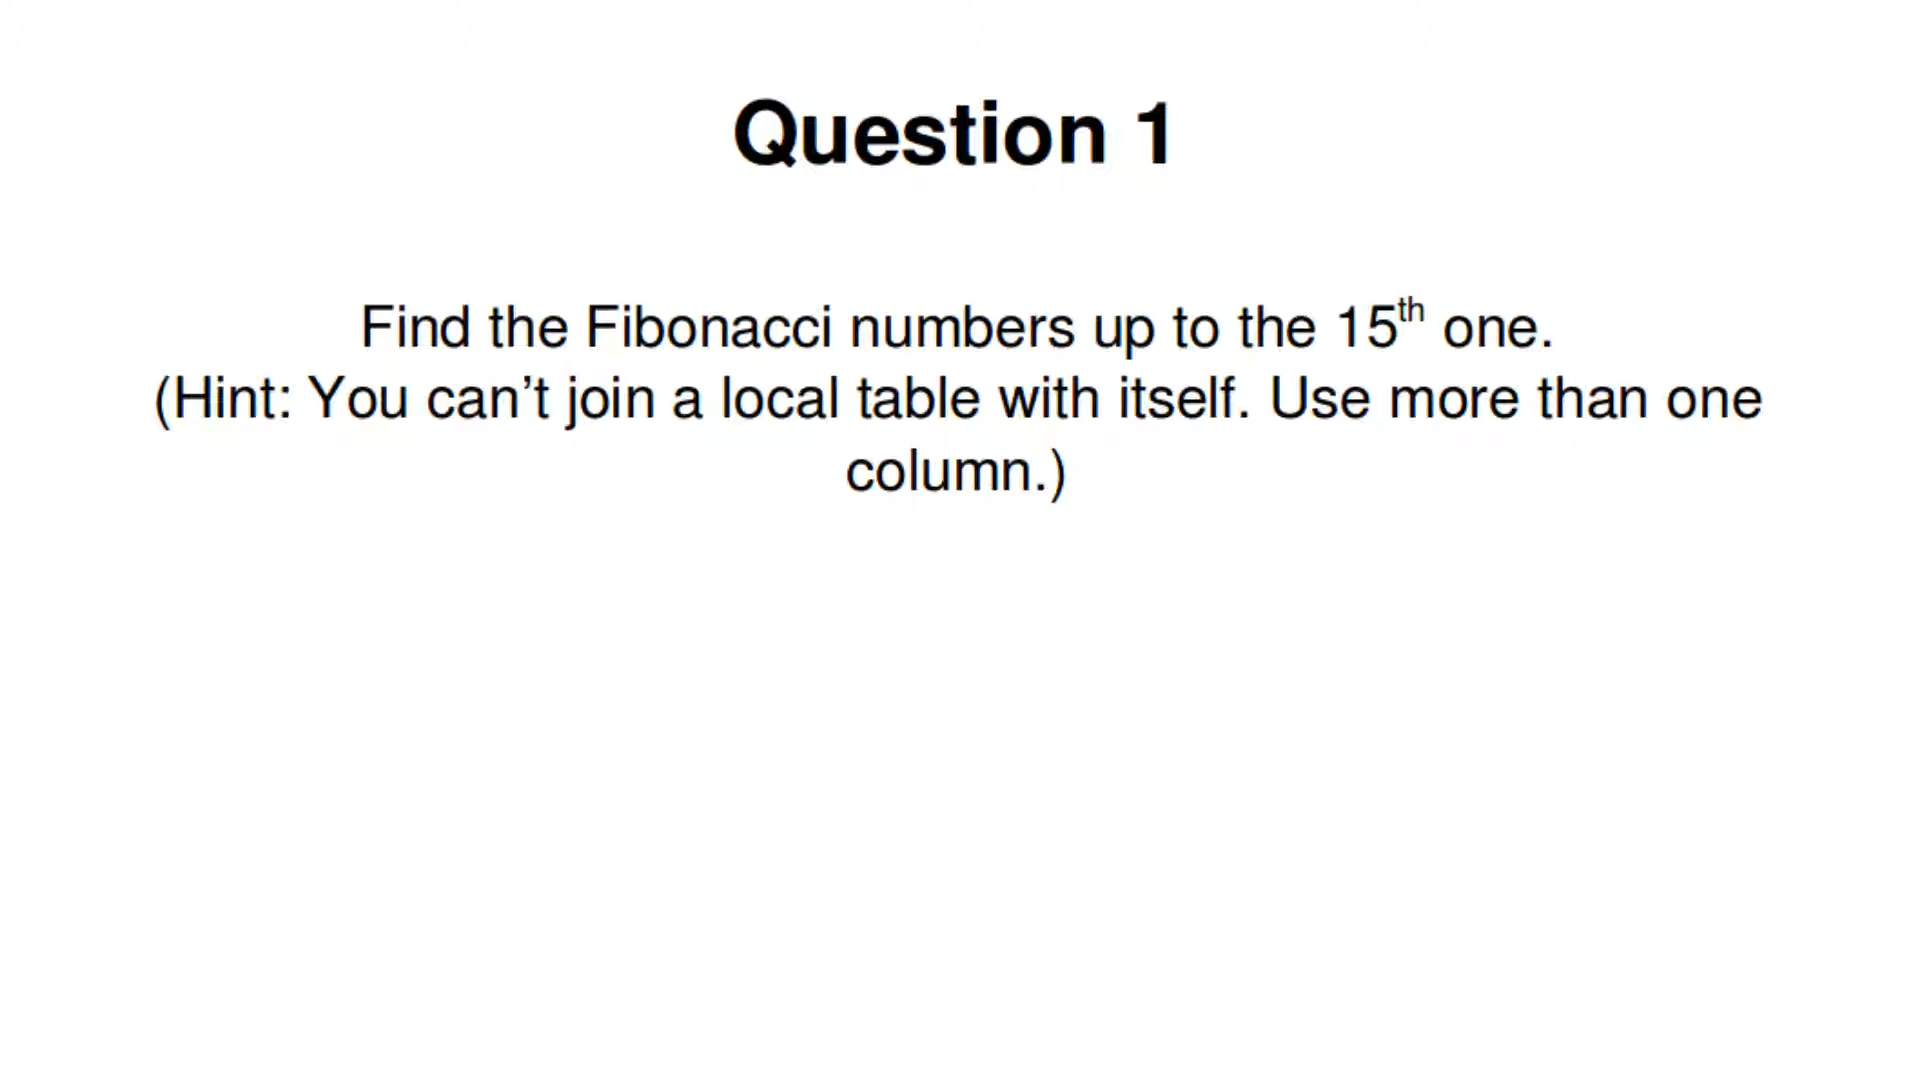 Question 1
Find the Fibonacci numbers up to the 15th one.
(Hint: You can’t join a local table with itself. Use more than one
column.)